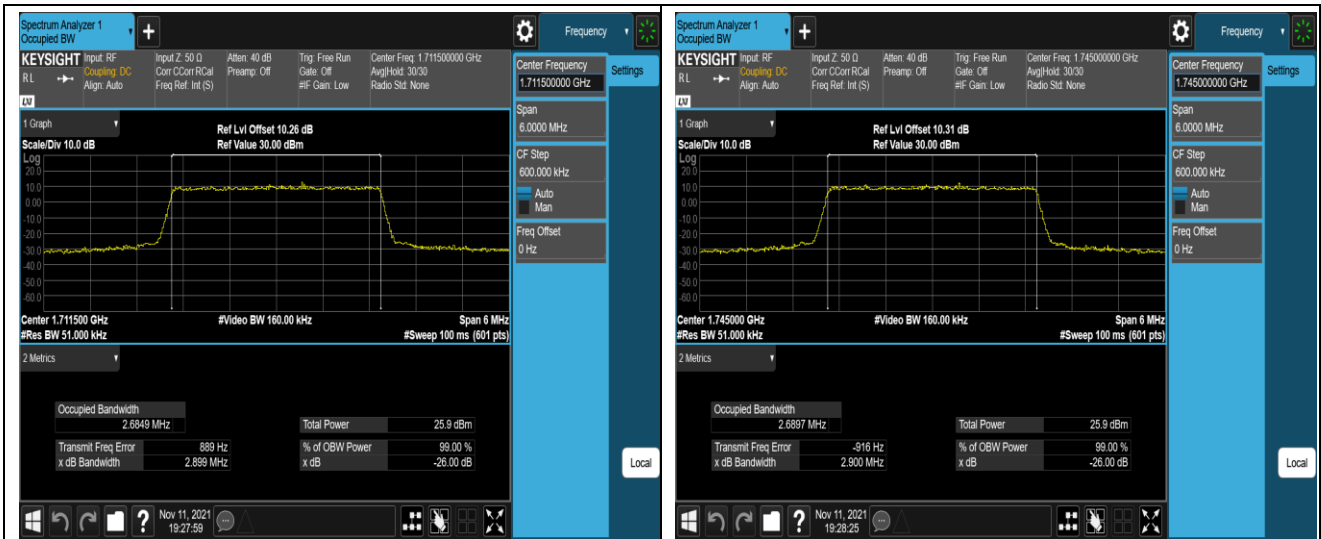 Spectrum Analyzer 1
Occupied BW
Frequency
KEYSIGHT
RL
LXI
Input: RF
Coupling: DC
Align: Auto
Input Z: 50 Ω
Corr CCorr RCal
Freq Ref: Int (S)
Atten: 40 dB
Preamp: Off
Trig: Free Run
Gate: Off
#IF Gain: Low
Center Freq: 1.711500000 GHz
Avg|Hold: 30/30
Radio Std: None
Center Frequency
1.711500000 GHz
Settings
Span
6.0000 MHz
CF Step
600.000 kHz
Auto
Man
Freq Offset
0 Hz
Local
1 Graph
Scale/Div 10.0 dB
Ref Lvl Offset 10.26 dB
Ref Value 30.00 dBm
Log
20.0
10.0
0.00
-10.0
-20.0
-30.0
-40.0
-50.0
-60.0
Center 1.711500 GHz
#Video BW 160.00 kHz
Span 6 MHz
#Res BW 51.000 kHz
#Sweep 100 ms (601 pts)
2 Metrics
Occupied Bandwidth
2.6849 MHz
Total Power 25.9 dBm
Transmit Freq Error 889 Hz
% of OBW Power 99.00 %
x dB Bandwidth 2.899 MHz
x dB -26.00 dB
?
Nov 11, 2021
19:27:59
Spectrum Analyzer 1
Occupied BW
Frequency
KEYSIGHT
RL
LXI
Input: RF
Coupling: DC
Align: Auto
Input Z: 50 Ω
Corr CCorr RCal
Freq Ref: Int (S)
Atten: 40 dB
Preamp: Off
Trig: Free Run
Gate: Off
#IF Gain: Low
Center Freq: 1.745000000 GHz
Avg|Hold: 30/30
Radio Std: None
Center Frequency
1.745000000 GHz
Settings
Span
6.0000 MHz
CF Step
600.000 kHz
Auto
Man
Freq Offset
0 Hz
Local
1 Graph
Scale/Div 10.0 dB
Ref Lvl Offset 10.31 dB
Ref Value 30.00 dBm
Log
20.0
10.0
0.00
-10.0
-20.0
-30.0
-40.0
-50.0
-60.0
Center 1.745000 GHz
#Video BW 160.00 kHz
Span 6 MHz
#Res BW 51.000 kHz
#Sweep 100 ms (601 pts)
2 Metrics
Occupied Bandwidth
2.6897 MHz
Total Power 25.9 dBm
Transmit Freq Error -916 Hz
% of OBW Power 99.00 %
x dB Bandwidth 2.900 MHz
x dB -26.00 dB
?
Nov 11, 2021
19:28:25